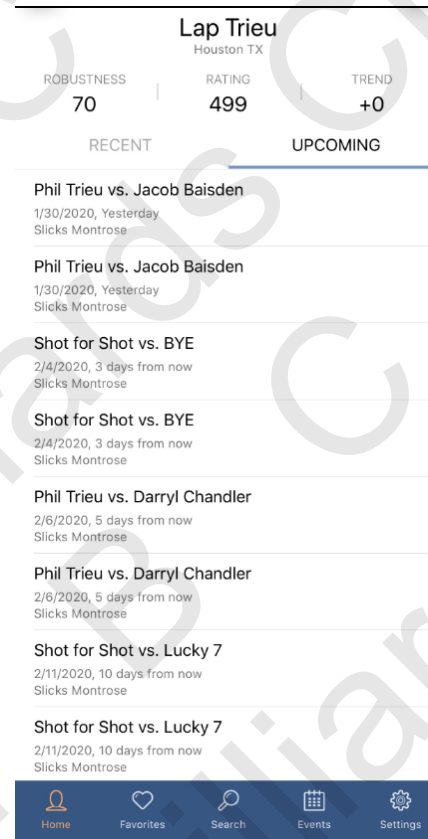 Lap Trieu
Houston TX
ROBUSTNESS RATING TREND
70 499 +0
RECENT UPCOMING
Phil Trieu vs. Jacob Baisden
1/30/2020, Yesterday
Slicks Montrose
Phil Trieu vs. Jacob Baisden
1/30/2020, Yesterday
Slicks Montrose
Shot for Shot vs. BYE
2/4/2020, 3 days from now
Slicks Montrose
Shot for Shot vs. BYE
2/4/2020, 3 days from now
Slicks Montrose
Phil Trieu vs. Darryl Chandler
2/6/2020, 5 days from now
Slicks Montrose
Phil Trieu vs. Darryl Chandler
2/6/2020, 5 days from now
Slicks Montrose
Shot for Shot vs. Lucky 7
2/11/2020, 10 days from now
Slicks Montrose
Shot for Shot vs. Lucky 7
2/11/2020, 10 days from now
Slicks Montrose
Home Favorites Search Events Settings